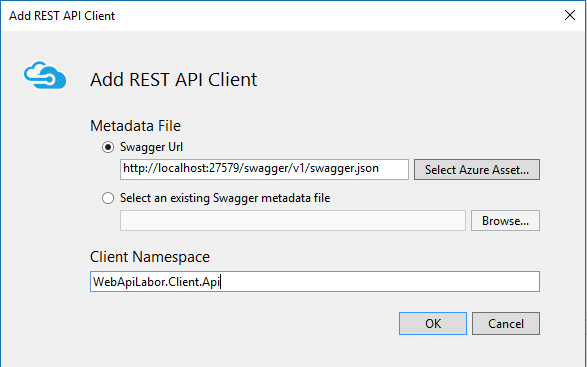 Add REST API Client
Add REST API Client
Metadata File
Swagger Url
http://localhost:27579/swagger/v1/swagger.json
Select Azure Asset...
Select an existing Swagger metadata file
Browse...
Client Namespace
WebApiLabor.Client.Api
OK
Cancel